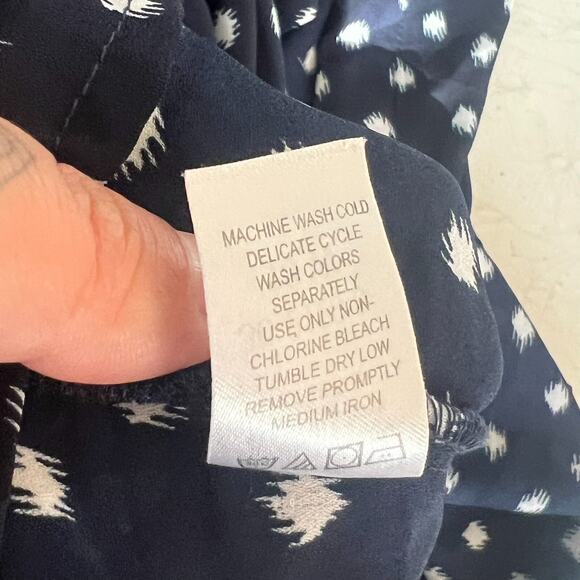 MACHINE WASH COLD
DELICATE CYCLE
WASH COLORS
SEPARATELY
USE ONLY NON-
CHLORINE BLEACH
TUMBLE DRY LOW
REMOVE PROMPTLY
MEDIUM IRON